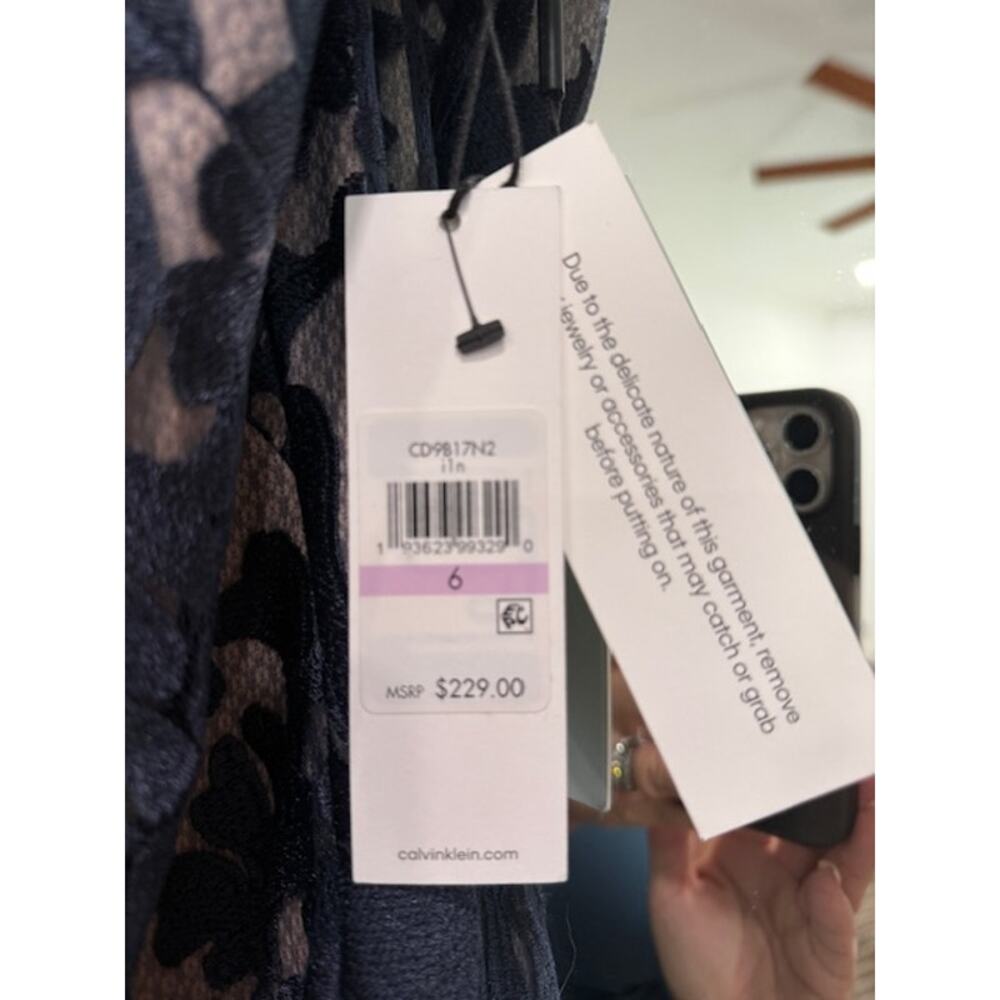 CD9817N2
i1n
1 93623 99329 0
6
MSRP $229.00
calvinklein.com
Due to the delicate nature of this garment, remove
jewelry or accessories that may catch or grab
before putting on.